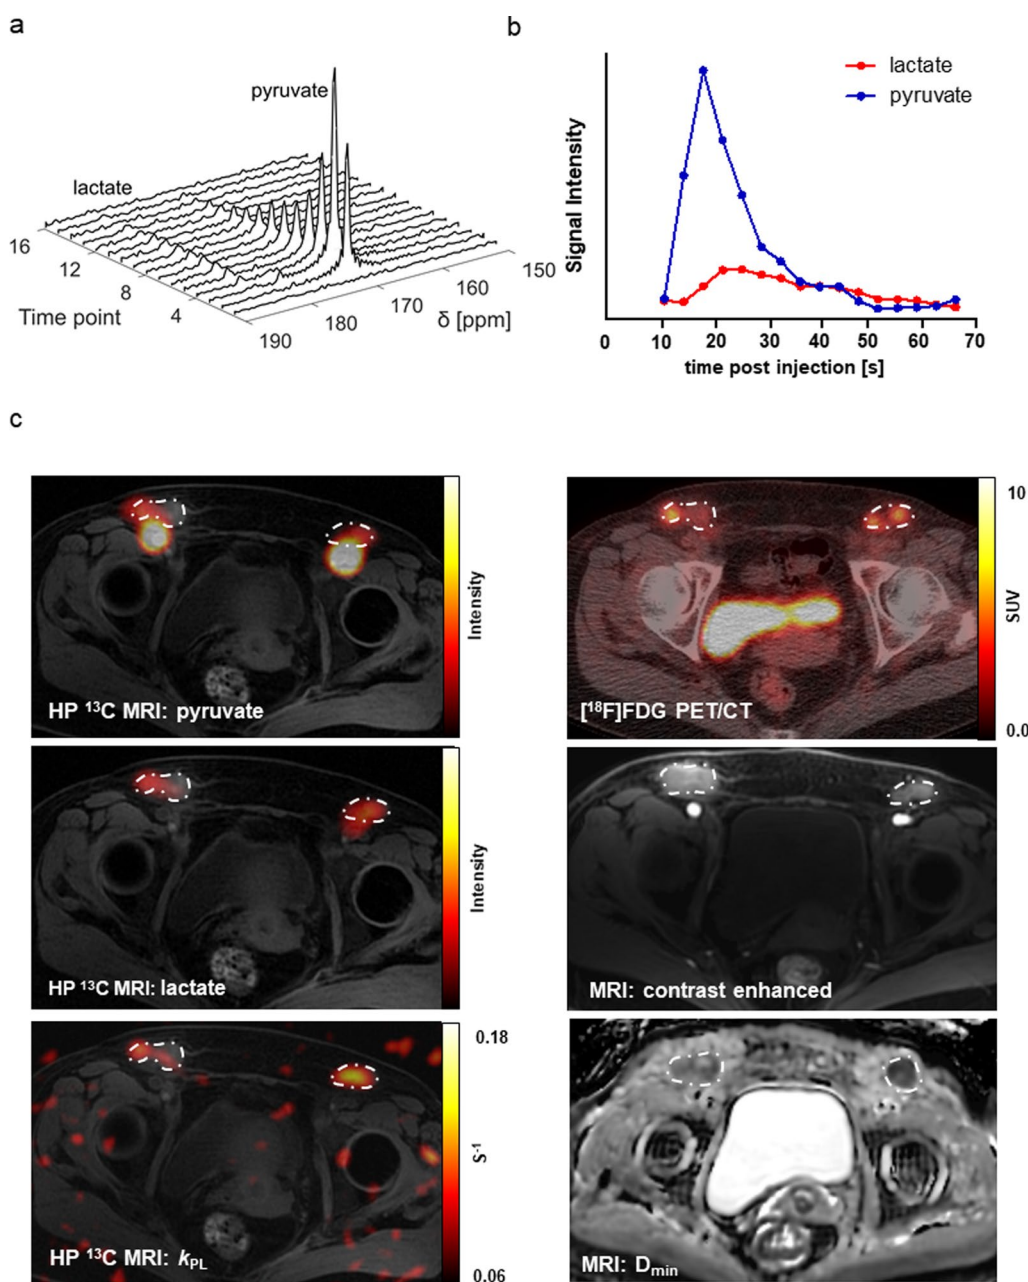 a
pyruvate
lactate
16
12
8
4
Time point
190
180
170
160
150
δ [ppm]
b
lactate
pyruvate
Signal Intensity
0
10
20
30
40
50
60
70
time post injection [s]
c
HP ¹³C MRI: pyruvate
Intensity
[¹⁸F]FDG PET/CT
10
SUV
0.0
HP ¹³C MRI: lactate
Intensity
MRI: contrast enhanced
HP ¹³C MRI: kPL
0.18
S⁻¹
0.06
MRI: Dmin